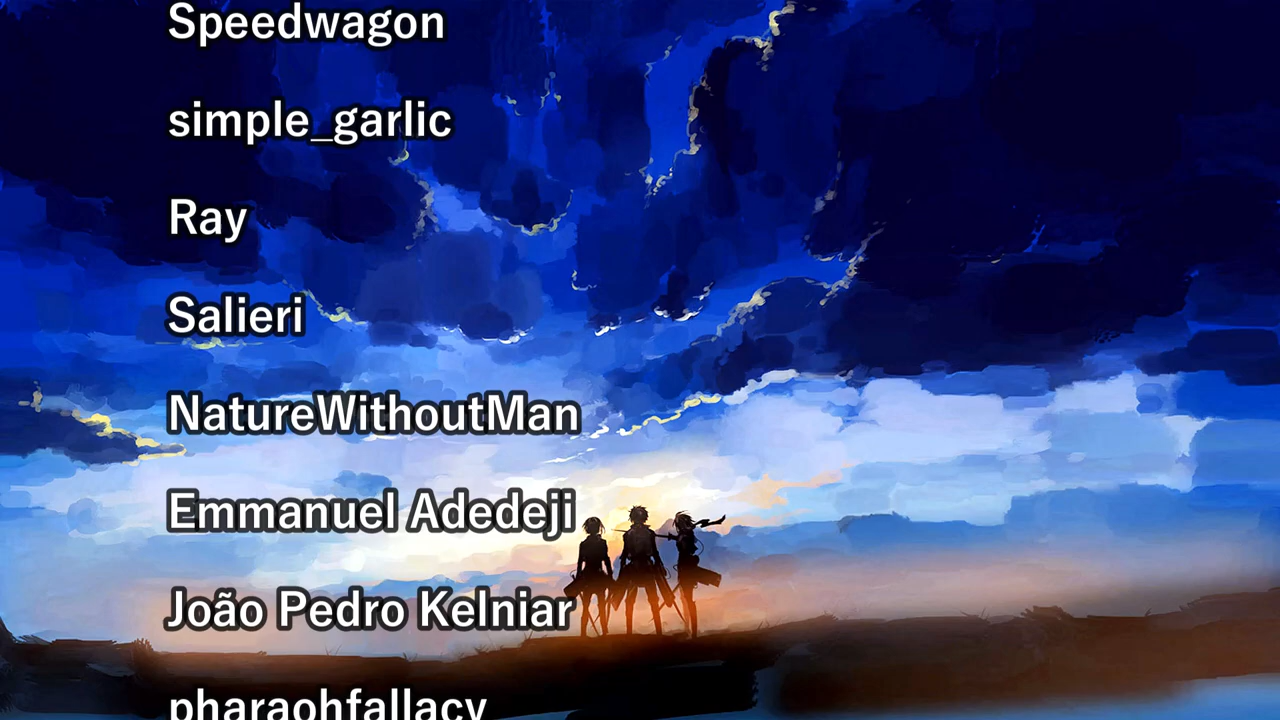 Speedwagon
simple_garlic
Ray
Salieri
NatureWithoutMan
Emmanuel Adedeji
João Pedro Kelniar
pharaohfallacy